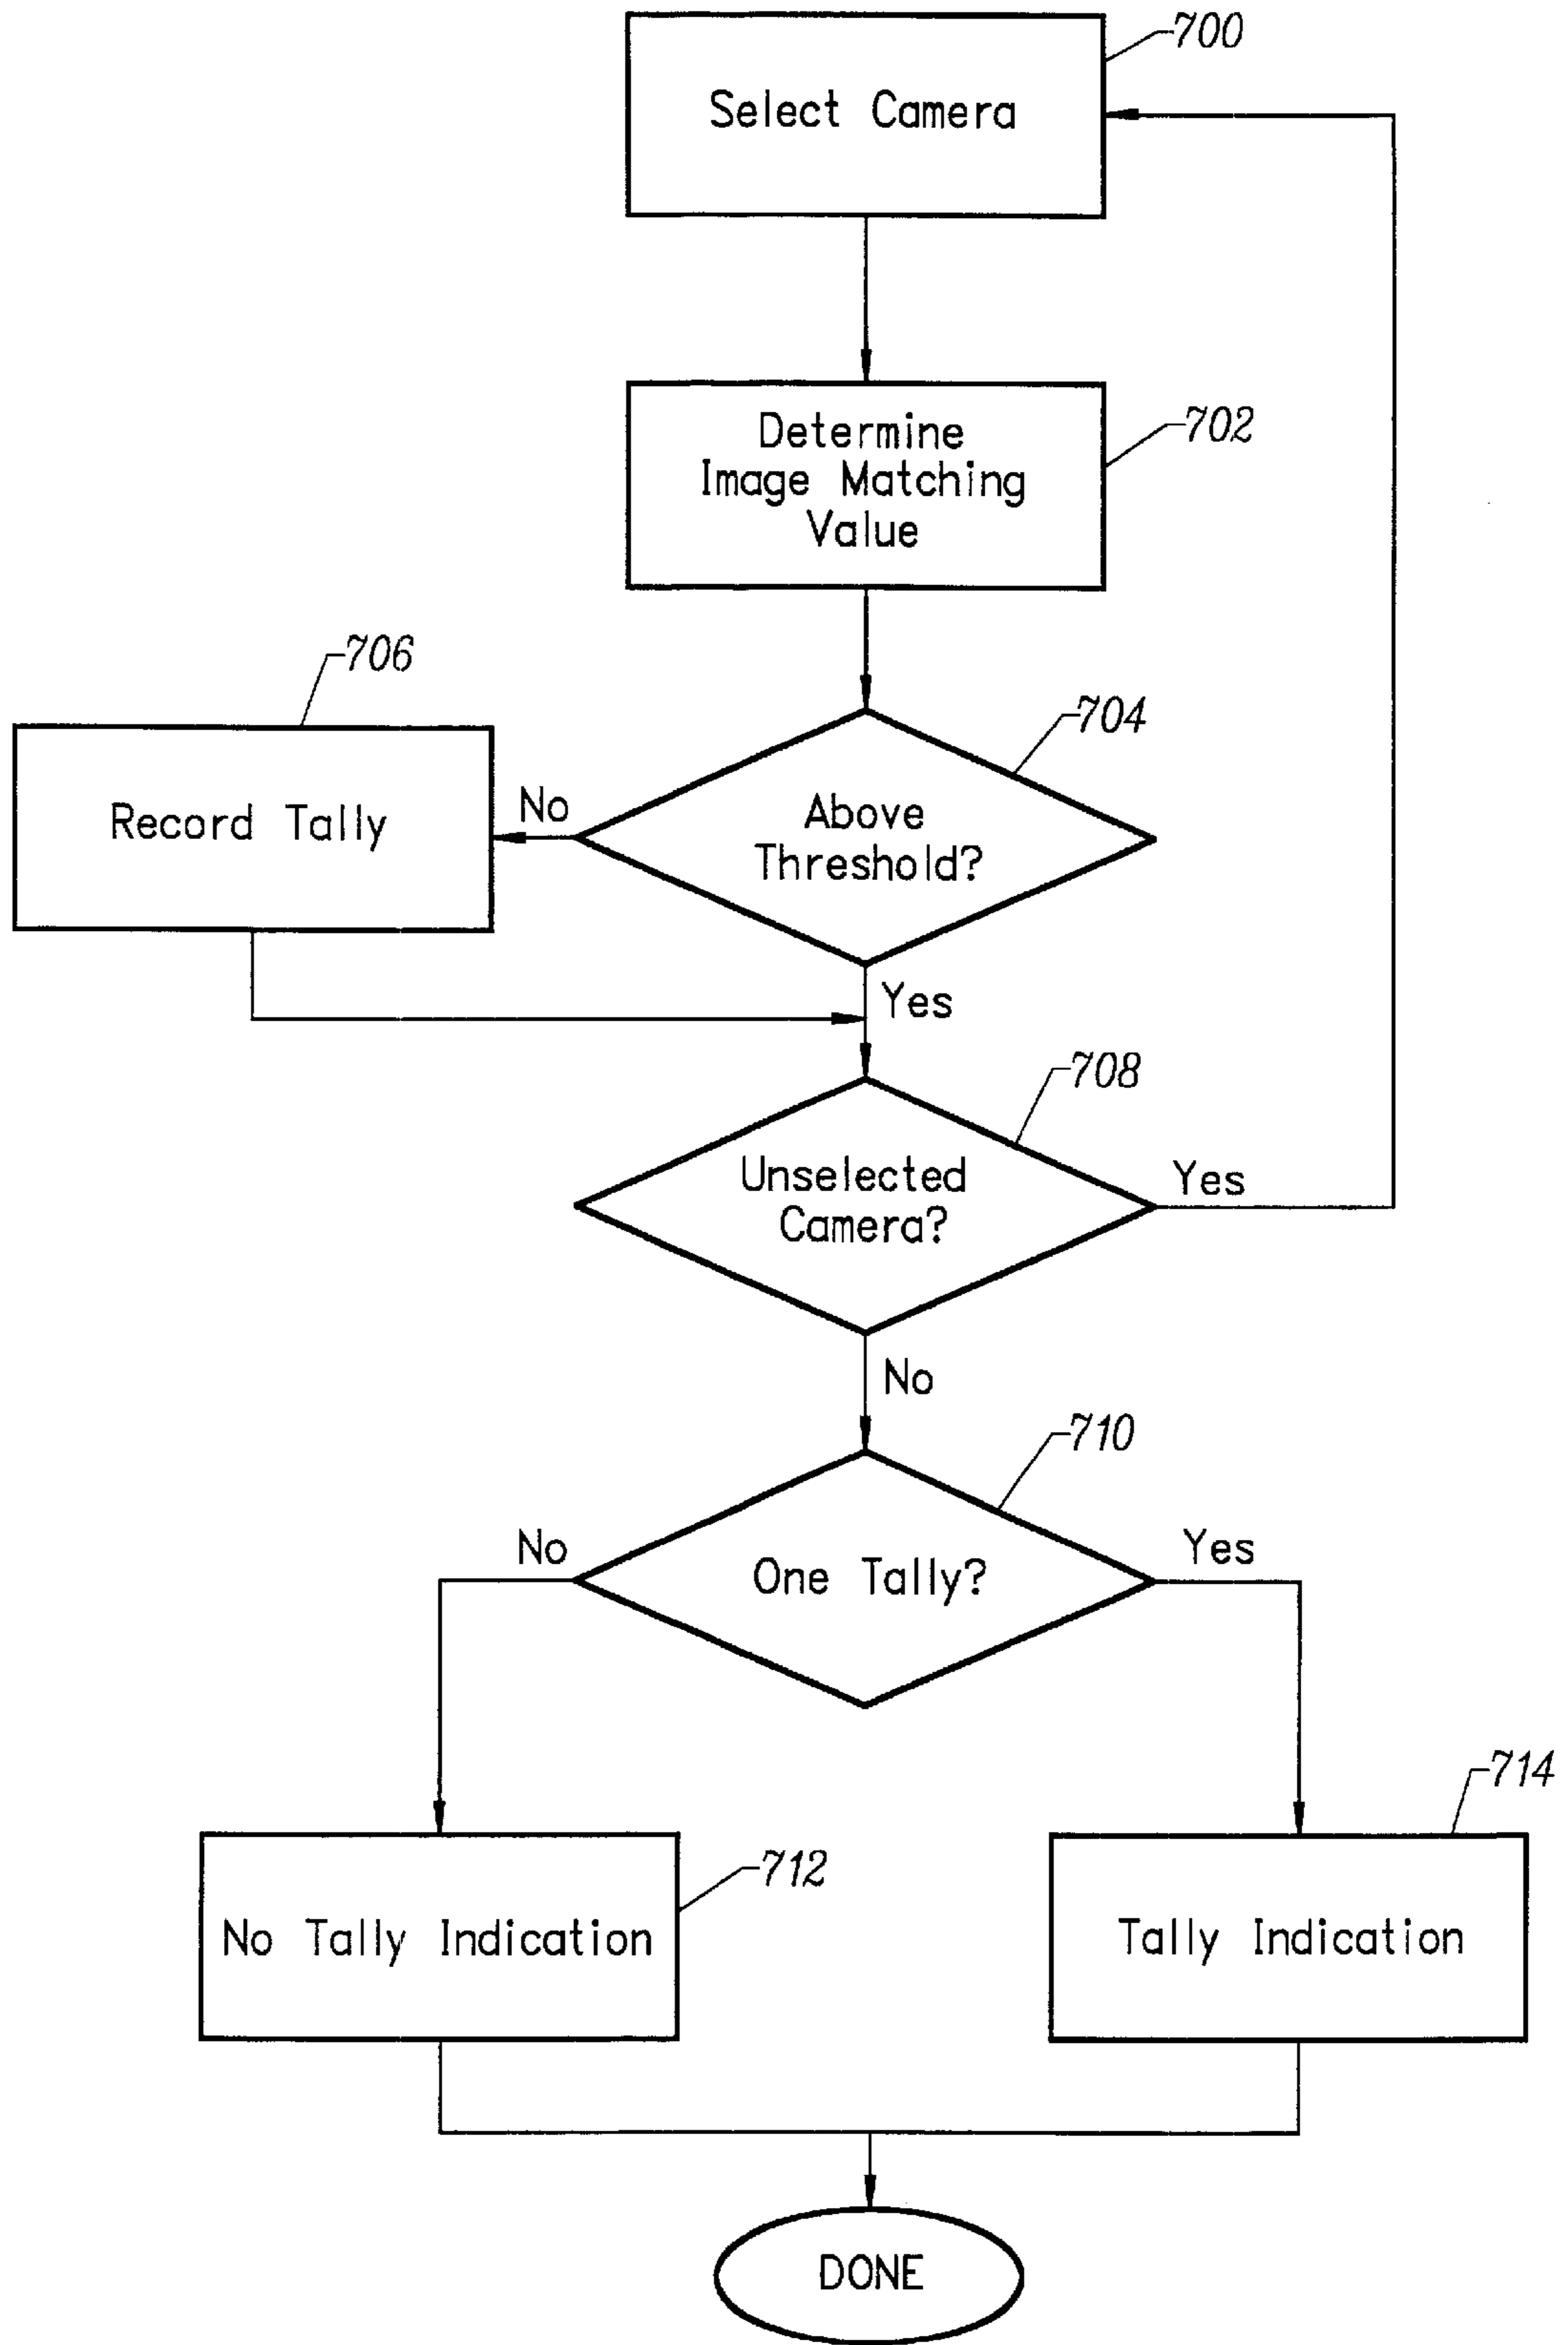 700
Select Camera
702
Determine
Image Matching
Value
706
704
Record Tally
No
Above
Threshold?
Yes
708
Unselected
Camera?
Yes
No
710
No
One Tally?
Yes
714
712
No Tally Indication
Tally Indication
DONE